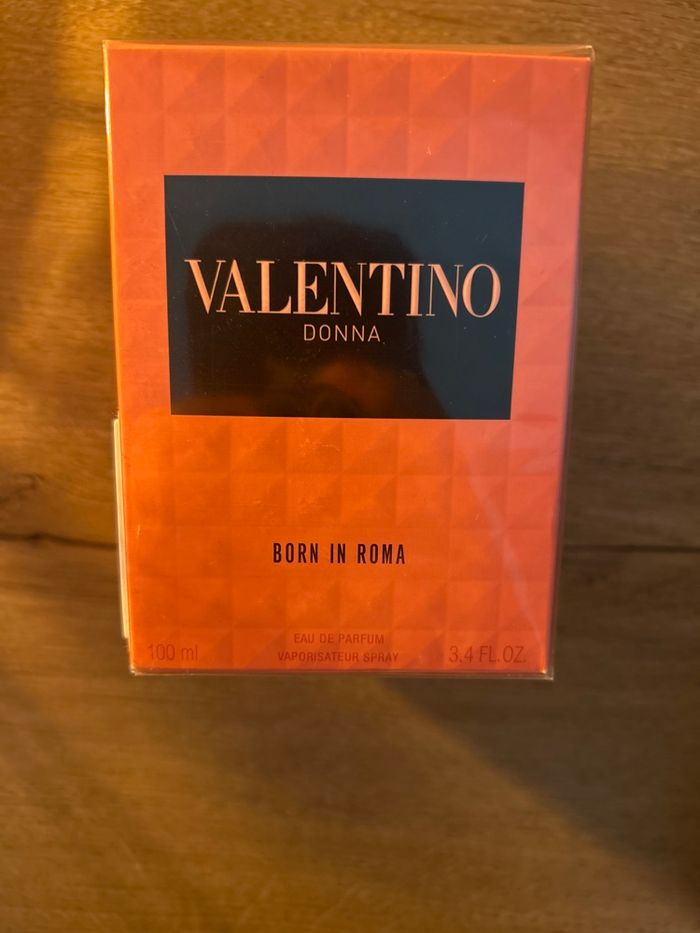 VALENTINO
DONNA
BORN IN ROMA
EAU DE PARFUM
VAPORISATEUR SPRAY
100 ml
3.4 FL.OZ.